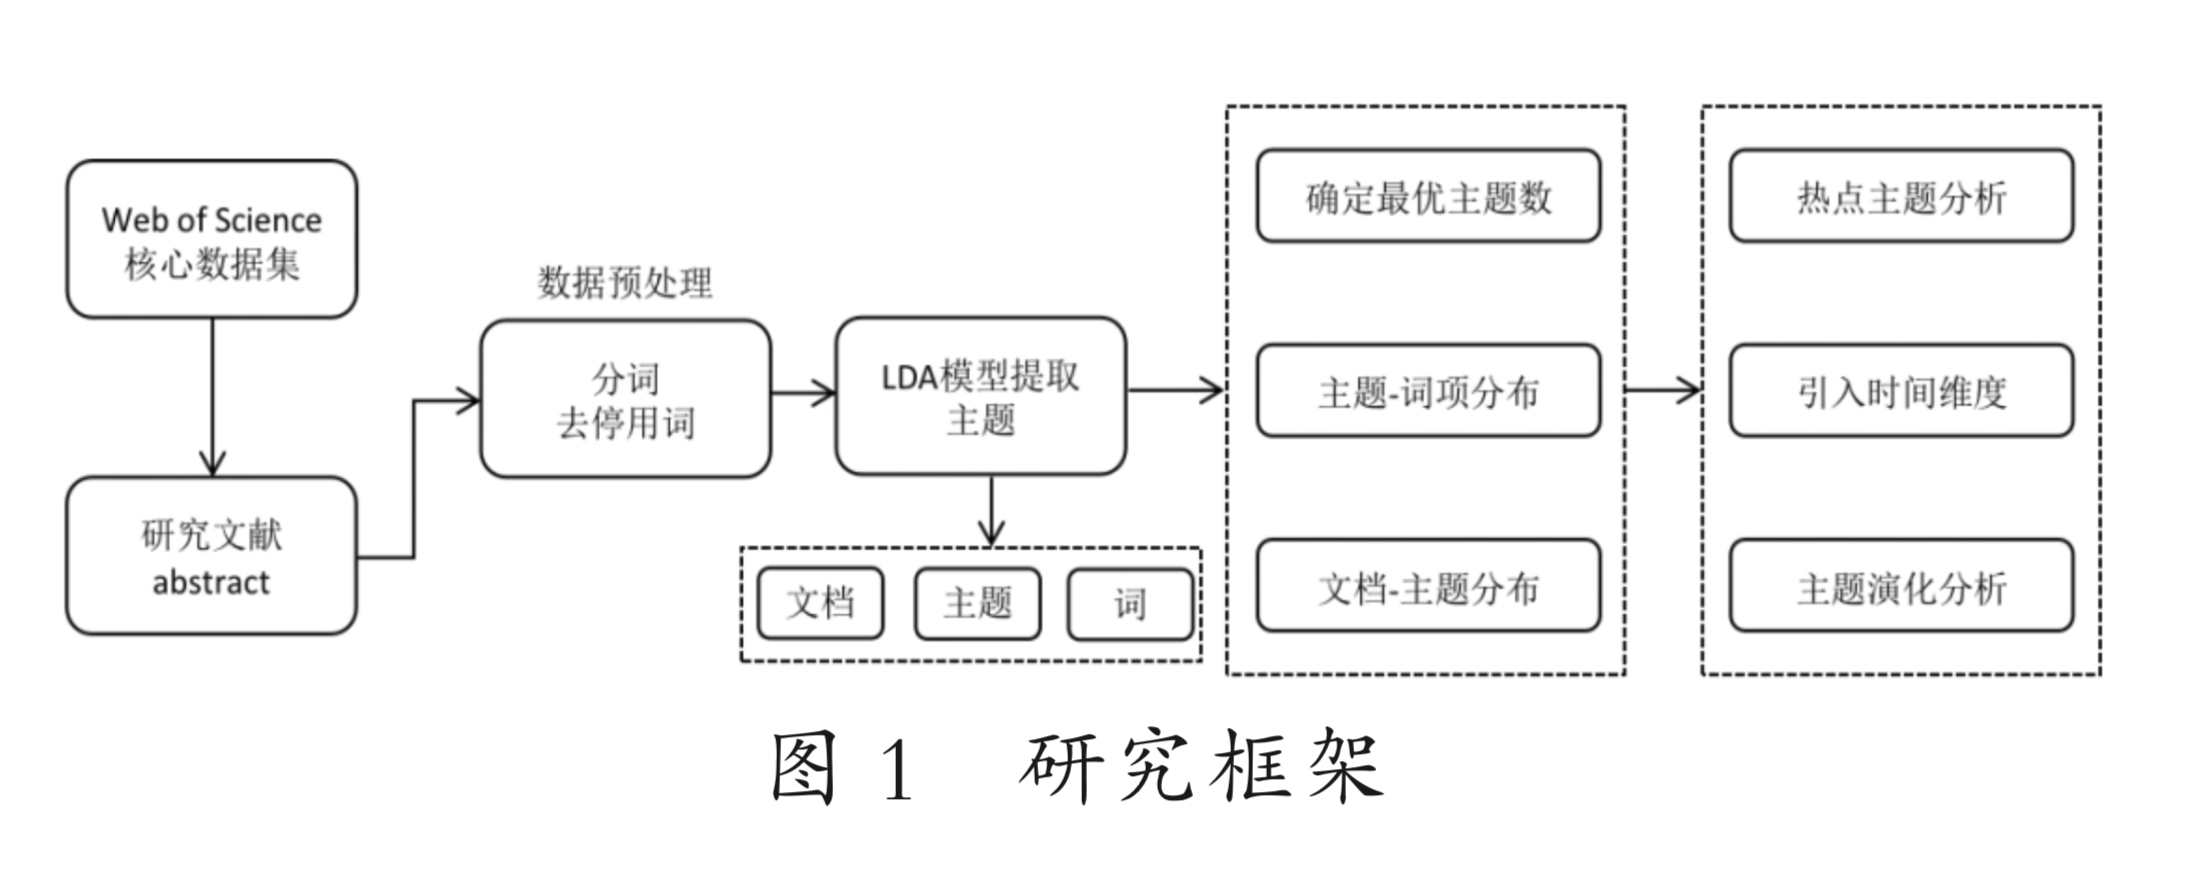 Web of Science
核心数据集
研究文献
abstract
数据预处理
分词
去停用词
LDA模型提取
主题
文档
主题
词
确定最优主题数
主题-词项分布
文档-主题分布
热点主题分析
引入时间维度
主题演化分析
图 1 研究框架